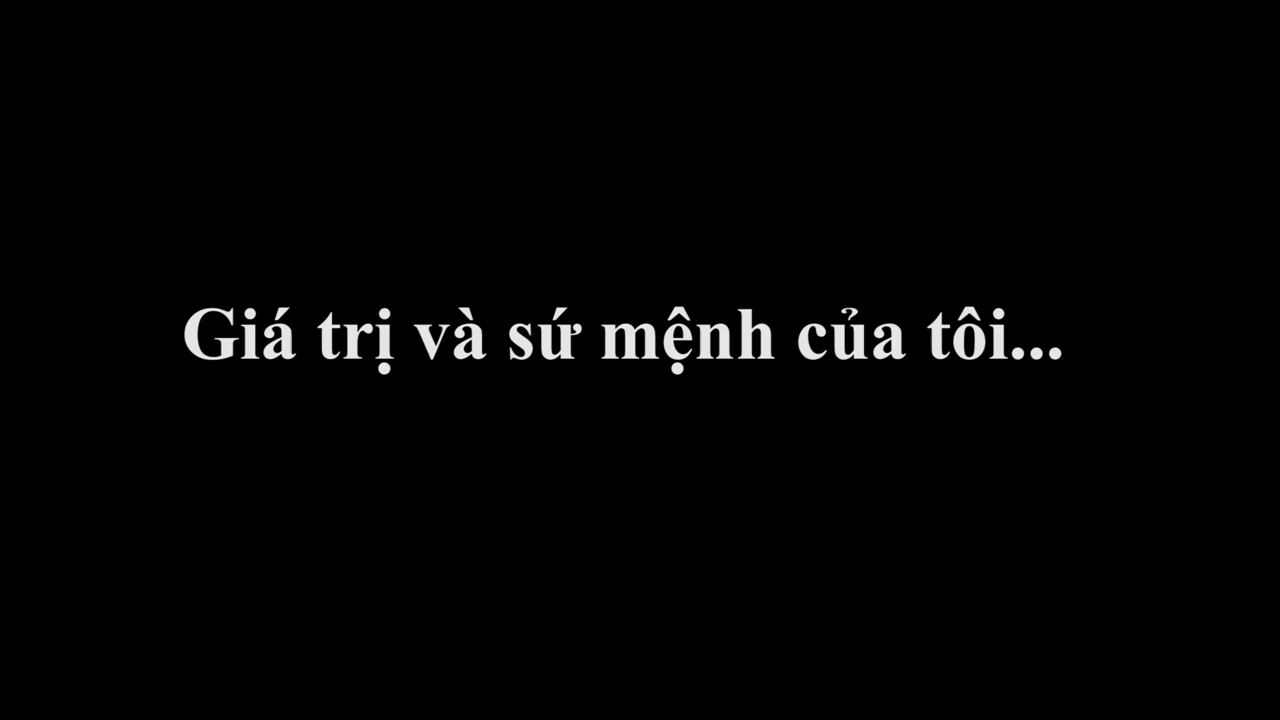 Giá trị và sứ mệnh của tôi...